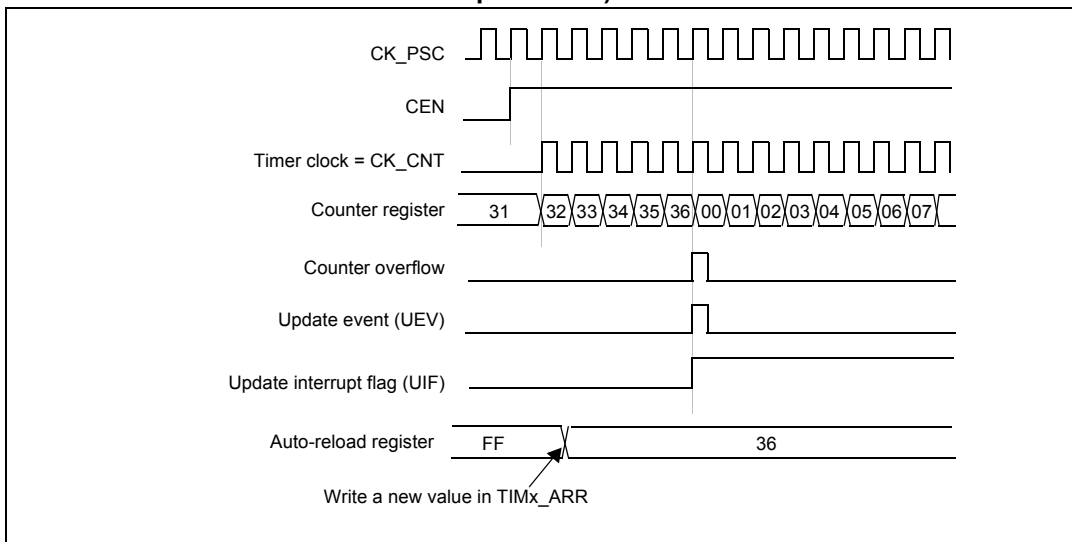 CK_PSC
CEN
Timer clock = CK_CNT
Counter register 31 32 33 34 35 36 00 01 02 03 04 05 06 07
Counter overflow
Update event (UEV)
Update interrupt flag (UIF)
Auto-reload register FF 36
Write a new value in TIMx_ARR